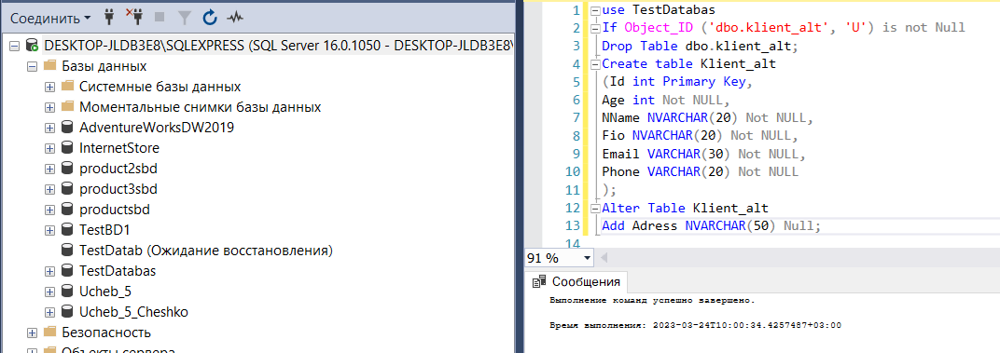 Соединить
DESKTOP-JLDB3E8\SQLEXPRESS (SQL Server 16.0.1050 - DESKTOP-JLDB3E8\
Базы данных
Системные базы данных
Моментальные снимки базы данных
AdventureWorksDW2019
InternetStore
product2sbd
product3sbd
productsbd
TestBD1
TestDatab (Ожидание восстановления)
TestDatabas
Ucheb_5
Ucheb_5_Cheshko
Безопасность
Объекты сервера
1 use TestDatabas
2 If Object_ID ('dbo.klient_alt', 'U') is not Null
3 Drop Table dbo.klient_alt;
4 Create table Klient_alt
5 (Id int Primary Key,
6 Age int Not NULL,
7 NName NVARCHAR(20) Not NULL,
8 Fio NVARCHAR(20) Not NULL,
9 Email VARCHAR(30) Not NULL,
10 Phone VARCHAR(20) Not NULL
11 );
12 Alter Table Klient_alt
13 Add Adress NVARCHAR(50) Null;
14
91 %
Сообщения
Выполнение команд успешно завершено.
Время выполнения: 2023-03-24T10:00:34.4257487+03:00